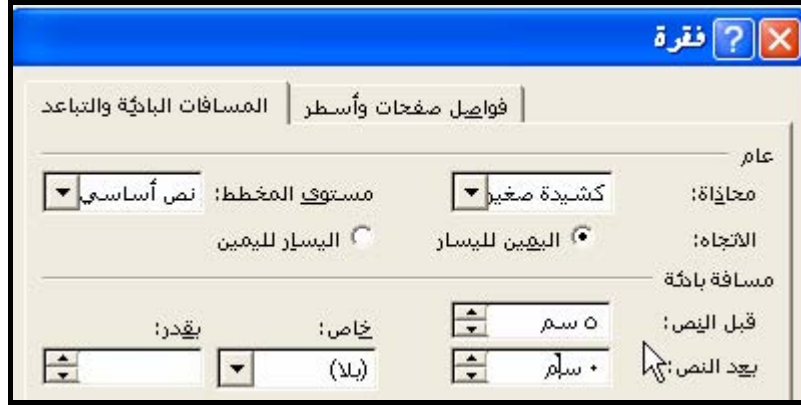 فقرة
فواصل صفحات وأسطر المسافات البادئة والتباعد
عام
محاذاة: كشيدة صغير مستوى المخطط: نص أساسي
الاتجاه: اليمين لليسار اليسار لليمين
مسافة بادئة
قبل النص: ٥ سم خاص: بقدر:
بعد النص: ٠ سم (بلا)